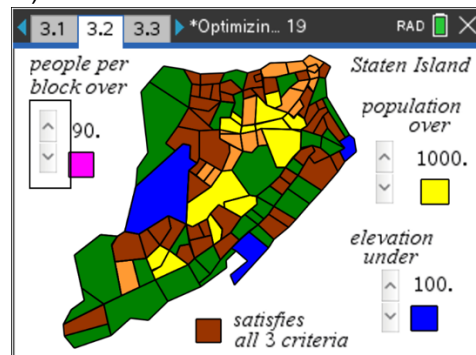 3.1 3.2 3.3 *Optimizin... 19 RAD
people per
block over
90.
Staten Island
population
over
1000.
elevation
under
100.
satisfies
all 3 criteria